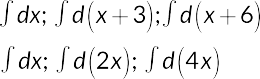 ∫dx; ∫d(x + 3);∫d(x + 6)
∫dx; ∫d(2x); ∫d(4x)